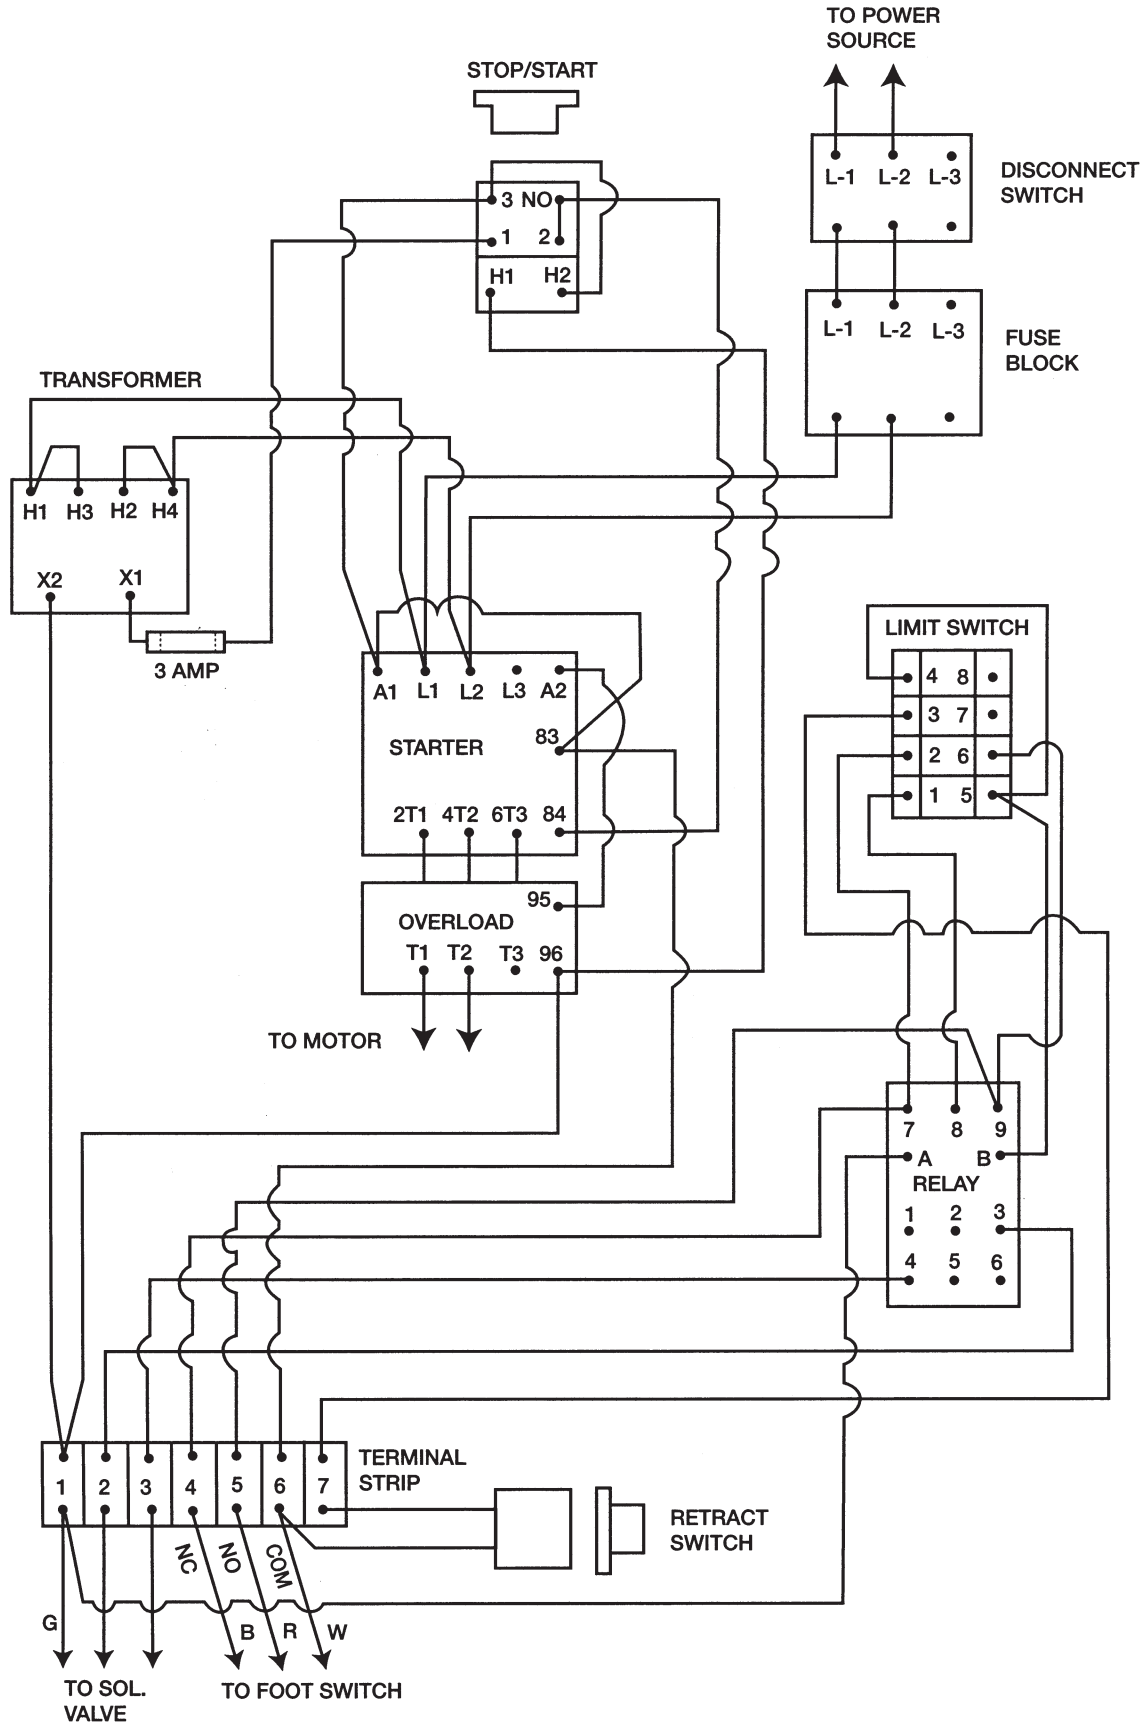 TO POWER
SOURCE
STOP/START
L-1 L-2 L-3
DISCONNECT
SWITCH
3 NO
1 2
H1 H2
L-1 L-2 L-3
FUSE
BLOCK
TRANSFORMER
H1 H3 H2 H4
X2 X1
3 AMP
LIMIT SWITCH
4 8
3 7
2 6
1 5
A1 L1 L2 L3 A2
STARTER
83
2T1 4T2 6T3 84
95
OVERLOAD
T1 T2 T3 96
TO MOTOR
7 8 9
A B
RELAY
1 2 3
4 5 6
TERMINAL
STRIP
1 2 3 4 5 6 7
RETRACT
SWITCH
NC NO COM
G B R W
TO SOL.
VALVE
TO FOOT SWITCH